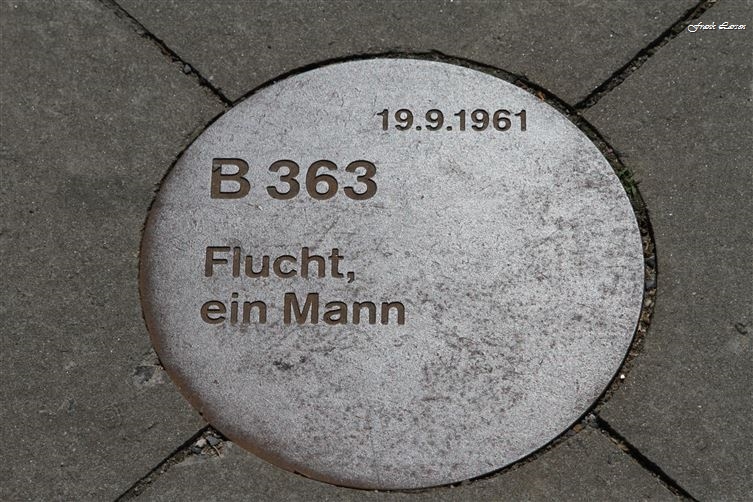 Frank Larsen
19.9.1961
B 363
Flucht,
ein Mann